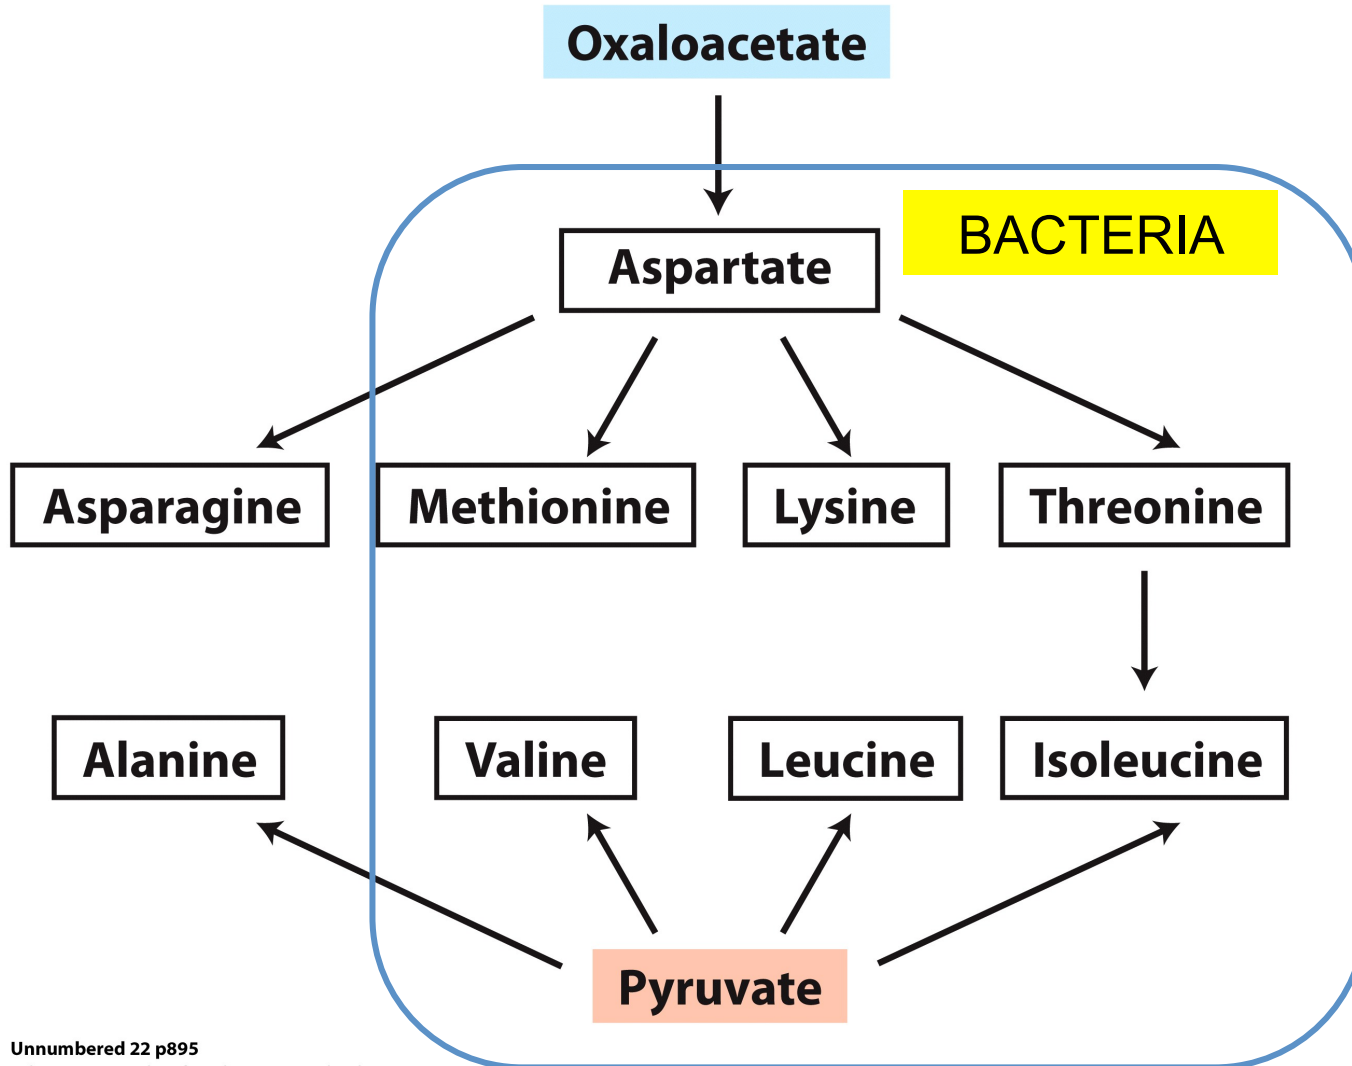 Oxaloacetate
BACTERIA
Aspartate
Asparagine
Methionine
Lysine
Threonine
Alanine
Valine
Leucine
Isoleucine
Pyruvate
Unnumbered 22 p895